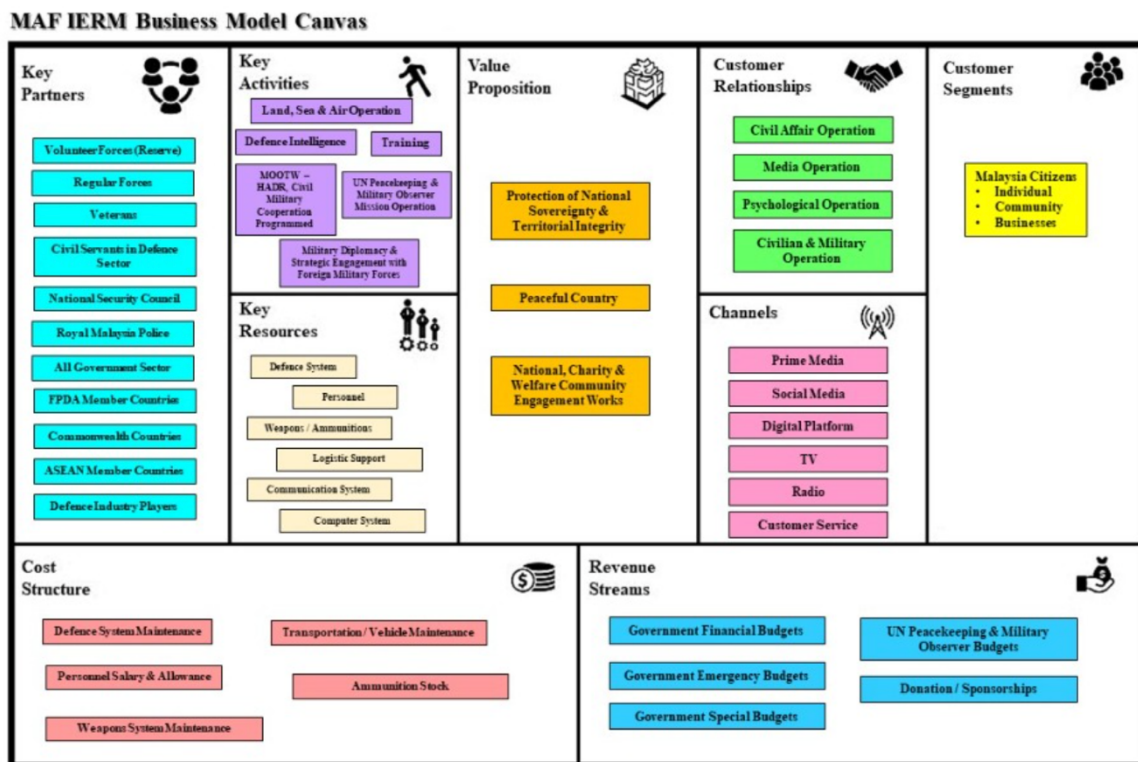 MAF IERM Business Model Canvas
Key
Partners
Volunteer Forces (Reserve)
Regular Forces
Veterans
Civil Servants in Defence
Sector
National Security Council
Royal Malaysia Police
All Government Sector
FPDA Member Countries
Commonwealth Countries
ASEAN Member Countries
Defence Industry Players
Key
Activities
Land, Sea & Air Operation
Defence Intelligence
Training
MOOTW –
HADR, Civil
Military
Cooperation
Programmed
UN Peacekeeping &
Military Observer
Mission Operation
Military Diplomacy &
Strategic Engagement with
Foreign Military Forces
Key
Resources
Defence System
Personnel
Weapons / Ammunitions
Logistic Support
Communication System
Computer System
Value
Proposition
Protection of National
Sovereignty &
Territorial Integrity
Peaceful Country
National, Charity &
Welfare Community
Engagement Works
Customer
Relationships
Civil Affair Operation
Media Operation
Psychological Operation
Civilian & Military
Operation
Channels
Prime Media
Social Media
Digital Platform
TV
Radio
Customer Service
Customer
Segments
Malaysia Citizens
• Individual
• Community
• Businesses
Cost
Structure
$
Defence System Maintenance
Transportation / Vehicle Maintenance
Personnel Salary & Allowance
Ammunition Stock
Weapons System Maintenance
Revenue
Streams
$
Government Financial Budgets
UN Peacekeeping & Military
Observer Budgets
Government Emergency Budgets
Donation / Sponsorships
Government Special Budgets